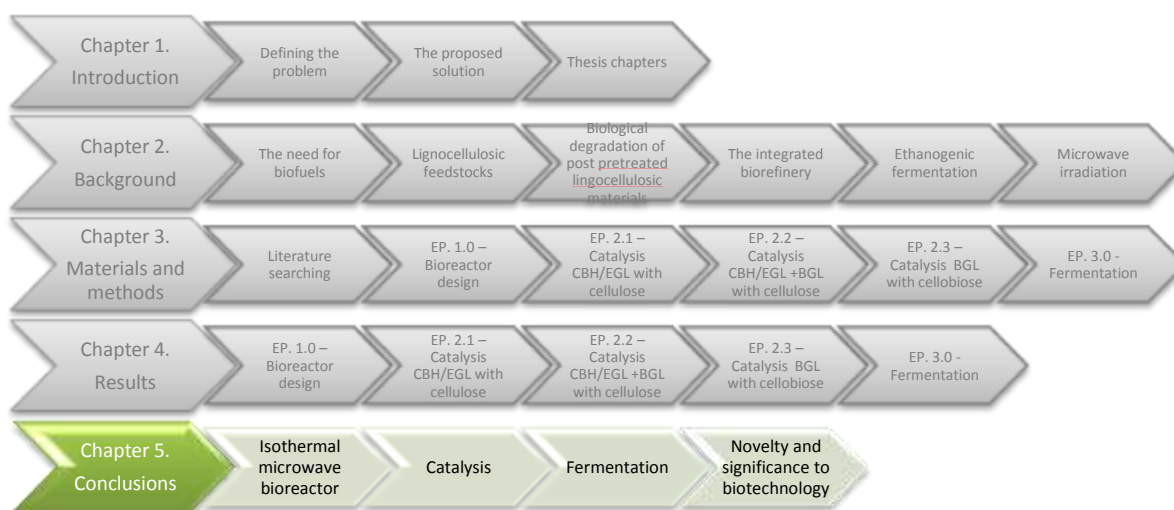 Chapter 1.
Introduction
Defining the
problem
The proposed
solution
Thesis chapters
Chapter 2.
Background
The need for
biofuels
Lignocellulosic
feedstocks
Biological
degradation of
post pretreated
lingocellulosic
materials
The integrated
biorefinery
Ethanogenic
fermentation
Microwave
irradiation
Chapter 3.
Materials and
methods
Literature
searching
EP. 1.0 –
Bioreactor
design
EP. 2.1 –
Catalysis
CBH/EGL with
cellulose
EP. 2.2 –
Catalysis
CBH/EGL +BGL
with cellulose
EP. 2.3 –
Catalysis BGL
with cellobiose
EP. 3.0 -
Fermentation
Chapter 4.
Results
EP. 1.0 –
Bioreactor
design
EP. 2.1 –
Catalysis
CBH/EGL with
cellulose
EP. 2.2 –
Catalysis
CBH/EGL +BGL
with cellulose
EP. 2.3 –
Catalysis BGL
with cellobiose
EP. 3.0 -
Fermentation
Chapter 5.
Conclusions
Isothermal
microwave
bioreactor
Catalysis
Fermentation
Novelty and
significance to
biotechnology